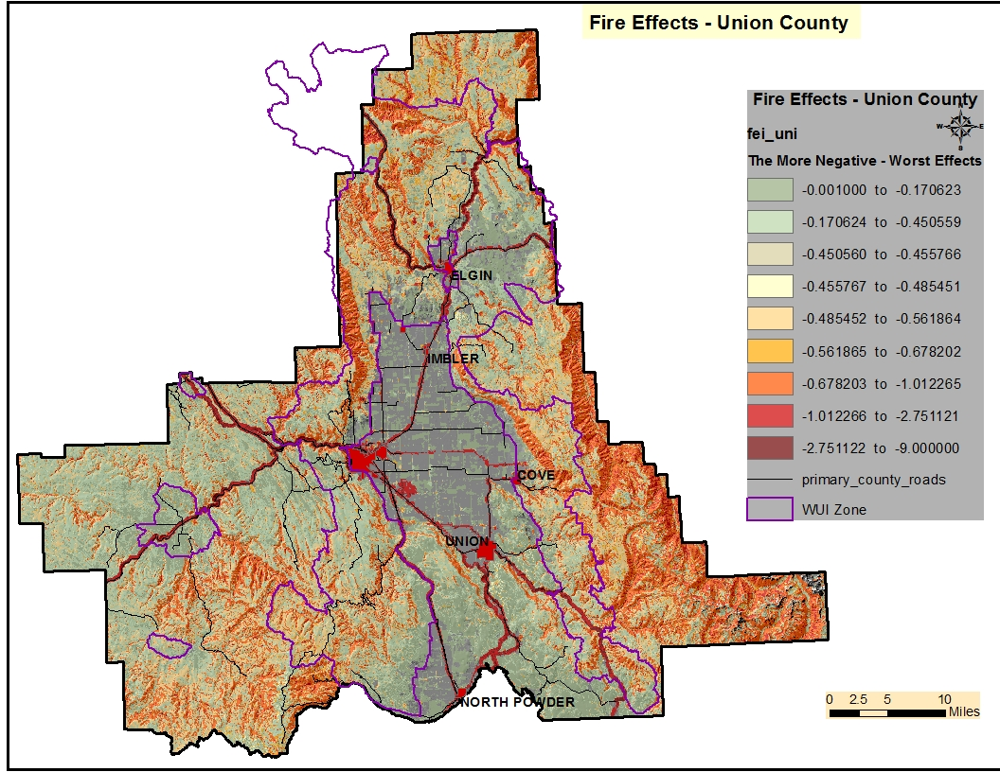 Fire Effects - Union County
Fire Effects - Union County
N
W E
S
fei_uni
The More Negative - Worst Effects
-0.001000 to -0.170623
-0.170624 to -0.450559
-0.450560 to -0.455766
-0.455767 to -0.485451
-0.485452 to -0.561864
-0.561865 to -0.678202
-0.678203 to -1.012265
-1.012266 to -2.751121
-2.751122 to -9.000000
primary_county_roads
WUI Zone
ELGIN
IMBLER
COVE
UNION
NORTH POWDER
0 2.5 5 10
Miles